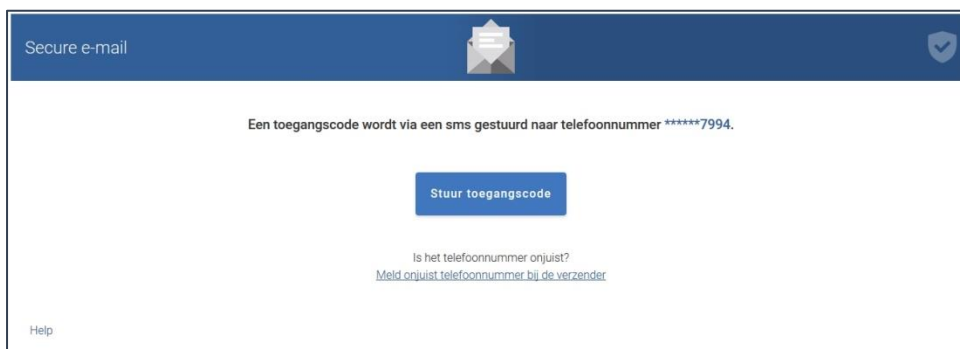 Secure e-mail
Een toegangscode wordt via een sms gestuurd naar telefoonnummer ******7994.
Stuur toegangscode
Is het telefoonnummer onjuist?
Meld onjuist telefoonnummer bij de verzender
Help